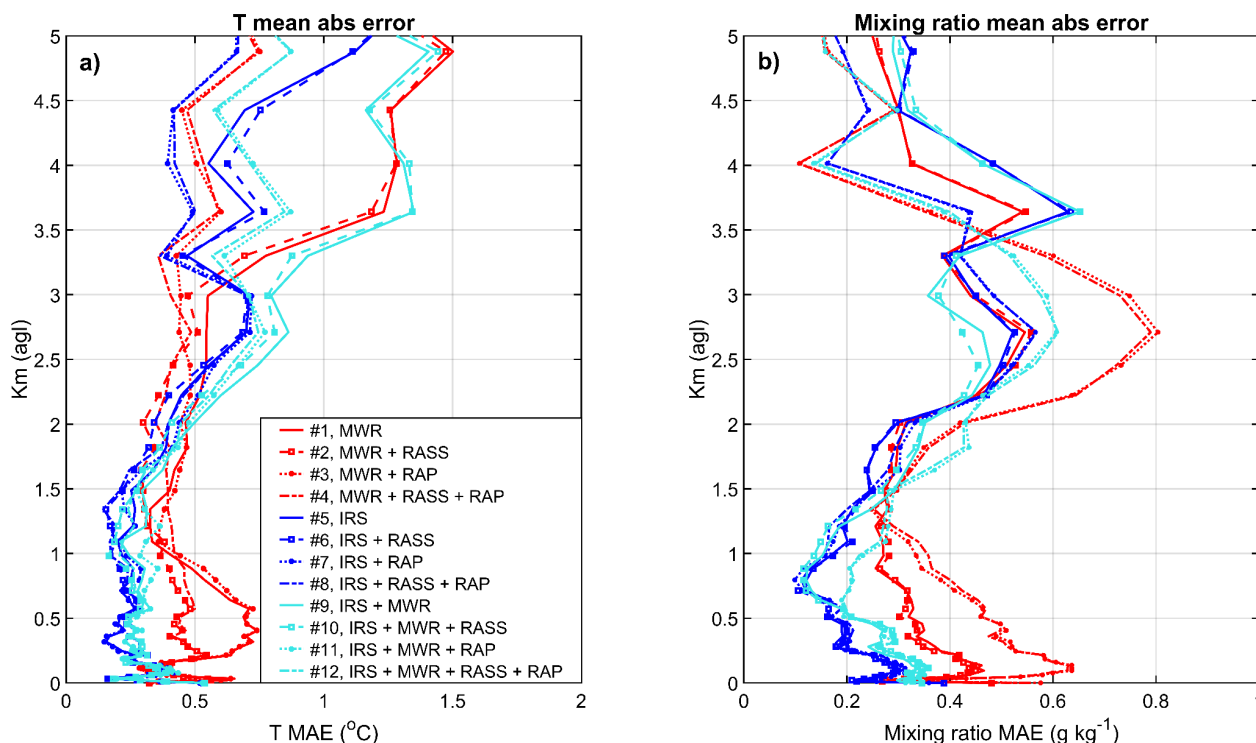 T mean abs error
a)
5
4.5
4
3.5
3
2.5
2
1.5
1
0.5
0
Km (agl)
0
0.5
1
1.5
2
T MAE (°C)
#1, MWR
#2, MWR + RASS
#3, MWR + RAP
#4, MWR + RASS + RAP
#5, IRS
#6, IRS + RASS
#7, IRS + RAP
#8, IRS + RASS + RAP
#9, IRS + MWR
#10, IRS + MWR + RASS
#11, IRS + MWR + RAP
#12, IRS + MWR + RASS + RAP
Mixing ratio mean abs error
b)
5
4.5
4
3.5
3
2.5
2
1.5
1
0.5
0
Km (agl)
0
0.2
0.4
0.6
0.8
Mixing ratio MAE (g kg⁻¹)